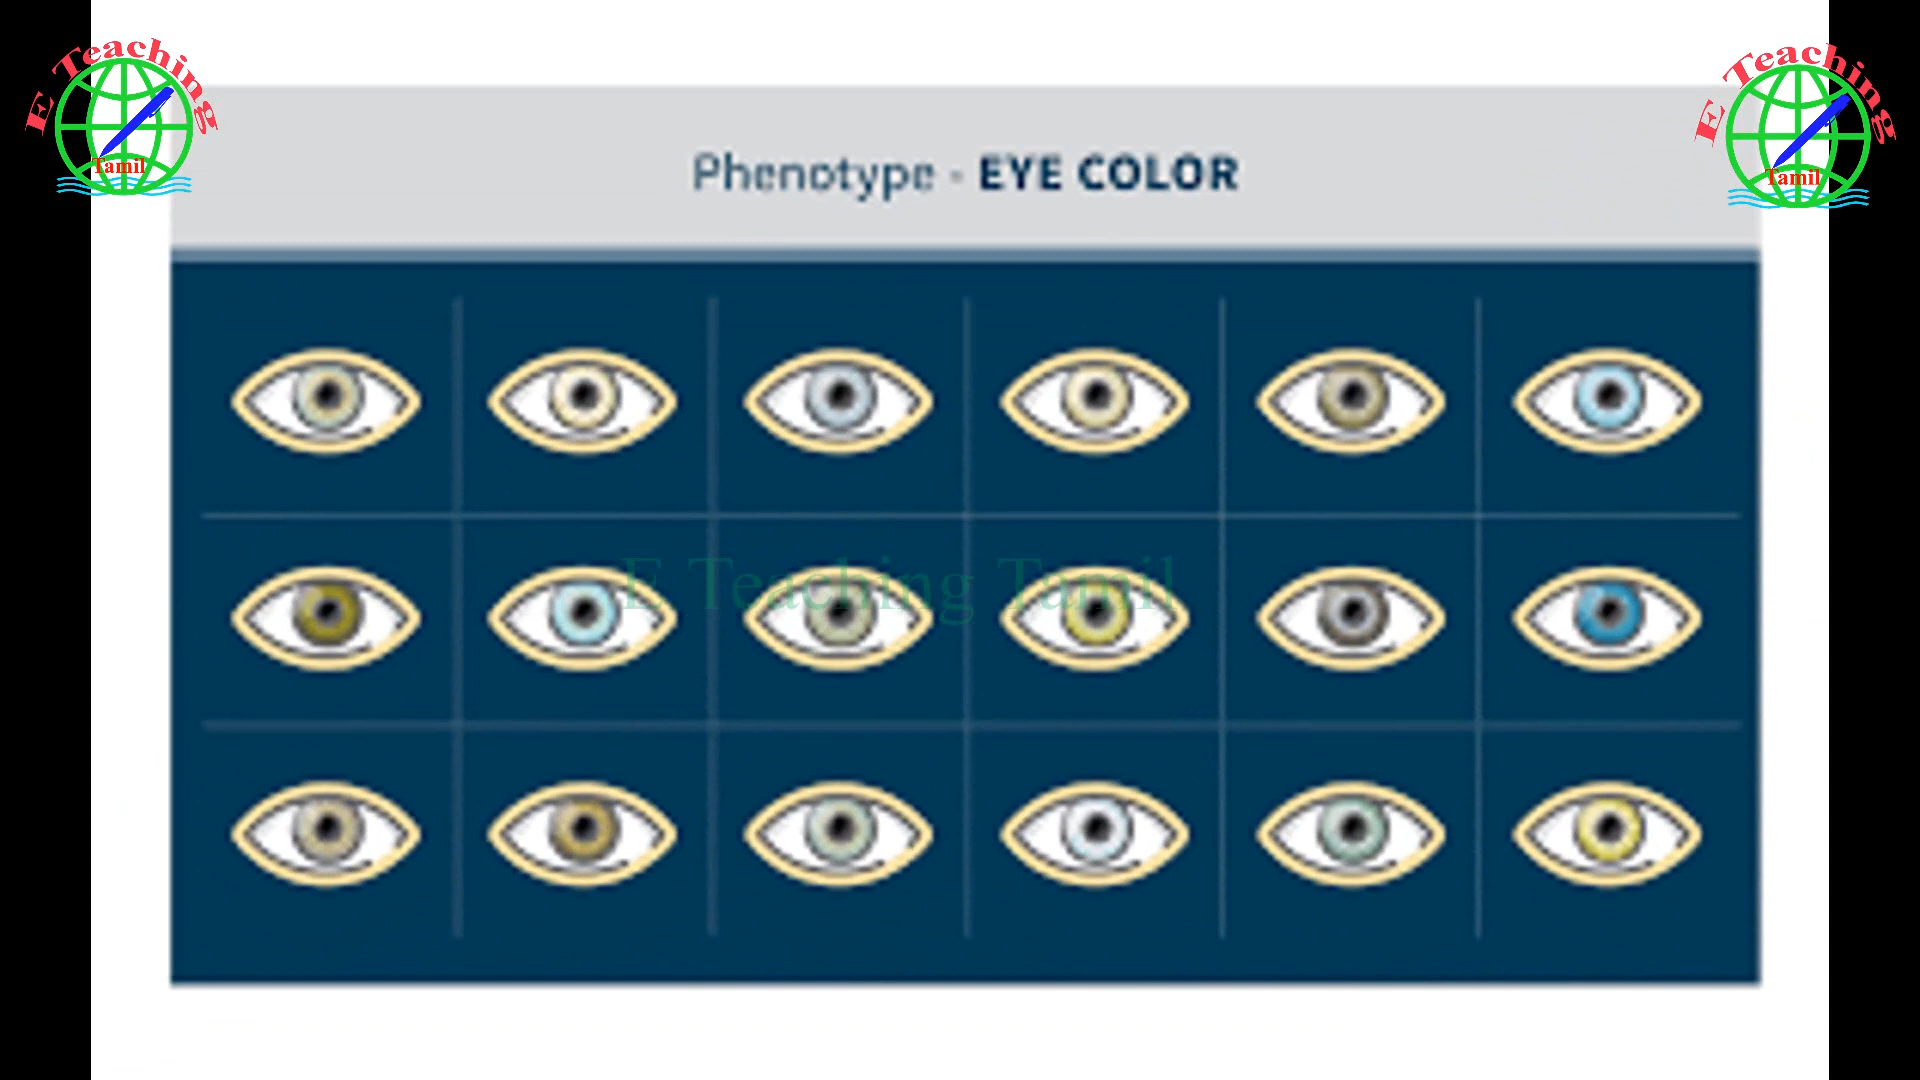 E Teaching
Tamil
E Teaching
Tamil
Phenotype - EYE COLOR
E Teaching Tamil